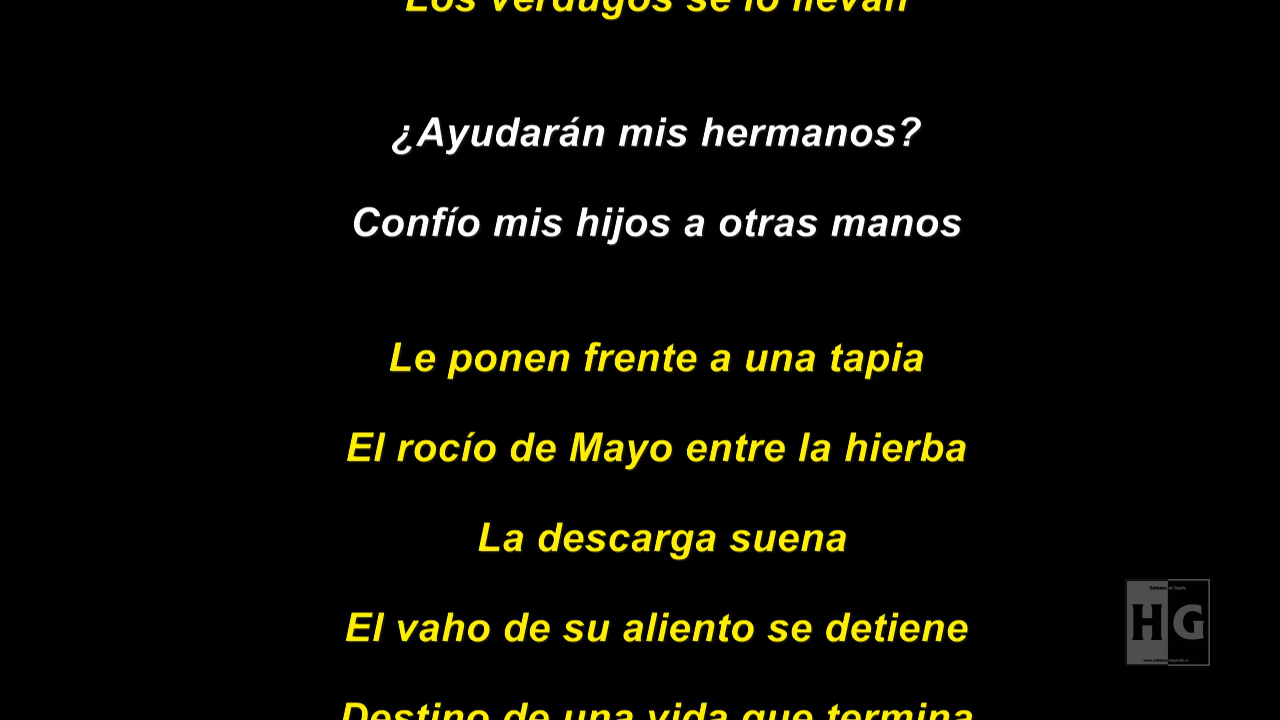 Los verdugos se lo llevan
¿Ayudarán mis hermanos?
Confío mis hijos a otras manos
Le ponen frente a una tapia
El rocío de Mayo entre la hierba
La descarga suena
El vaho de su aliento se detiene
Destino de una vida que termina
HG